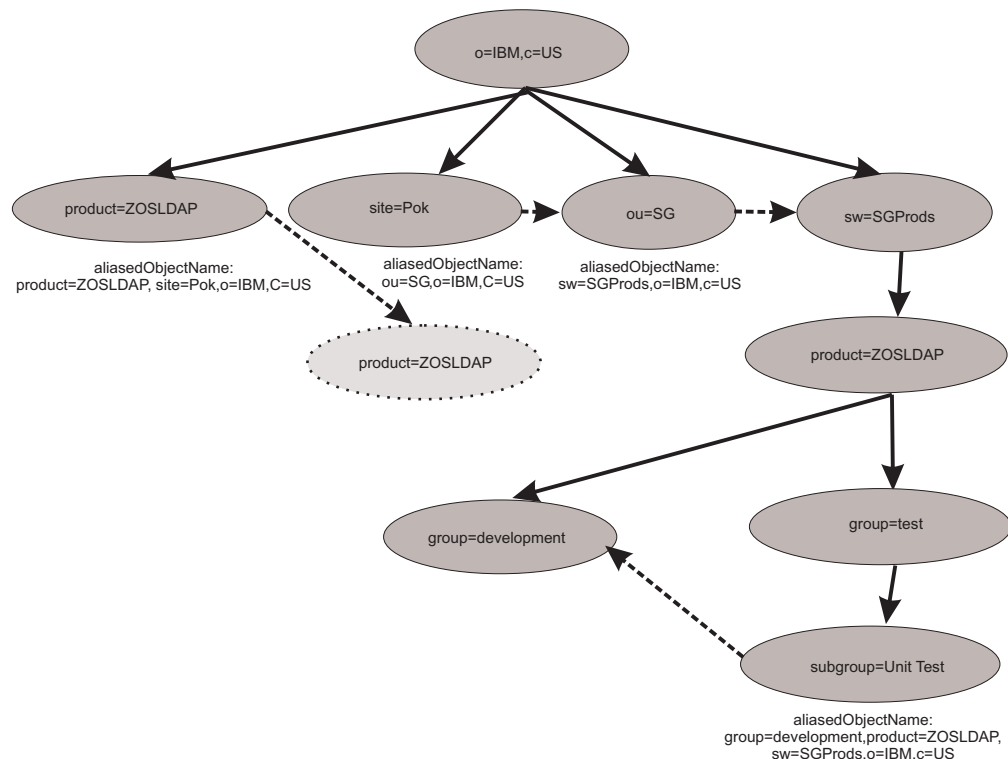 o=IBM,c=US
product=ZOSLDAP
site=Pok
ou=SG
sw=SGProds
aliasedObjectName:
product=ZOSLDAP, site=Pok,o=IBM,C=US
aliasedObjectName:
ou=SG,o=IBM,C=US
aliasedObjectName:
sw=SGProds,o=IBM,c=US
product=ZOSLDAP
product=ZOSLDAP
group=development
group=test
subgroup=Unit Test
aliasedObjectName:
group=development,product=ZOSLDAP,
sw=SGProds,o=IBM,c=US